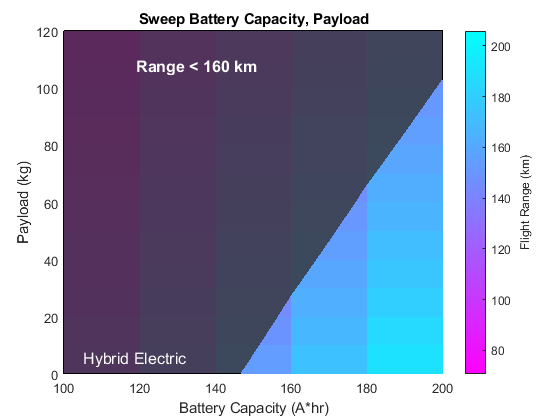 Sweep Battery Capacity, Payload
120
100
80
60
40
20
0
Payload (kg)
Range < 160 km
Hybrid Electric
100 120 140 160 180 200
Battery Capacity (A*hr)
200
180
160
140
120
100
80
Flight Range (km)